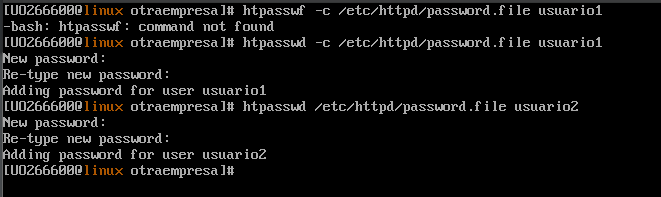 [UO266600@linux otraempresa]# htpasswf -c /etc/httpd/password.file usuario1
-bash: htpasswf: command not found
[UO266600@linux otraempresa]# htpasswd -c /etc/httpd/password.file usuario1
New password:
Re-type new password:
Adding password for user usuario1
[UO266600@linux otraempresa]# htpasswd /etc/httpd/password.file usuario2
New password:
Re-type new password:
Adding password for user usuario2
[UO266600@linux otraempresa]#